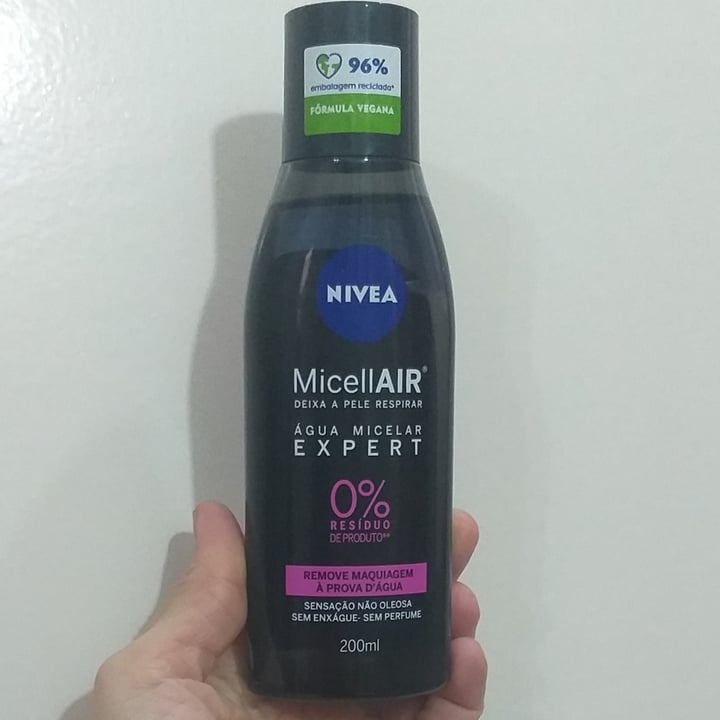 96%
embalagem reciclada*
FÓRMULA VEGANA
NIVEA
MicellAIR®
DEIXA A PELE RESPIRAR
ÁGUA MICELAR
EXPERT
0%
RESÍDUO
DE PRODUTO**
REMOVE MAQUIAGEM
À PROVA D'ÁGUA
SENSAÇÃO NÃO OLEOSA
SEM ENXÁGUE- SEM PERFUME
200ml